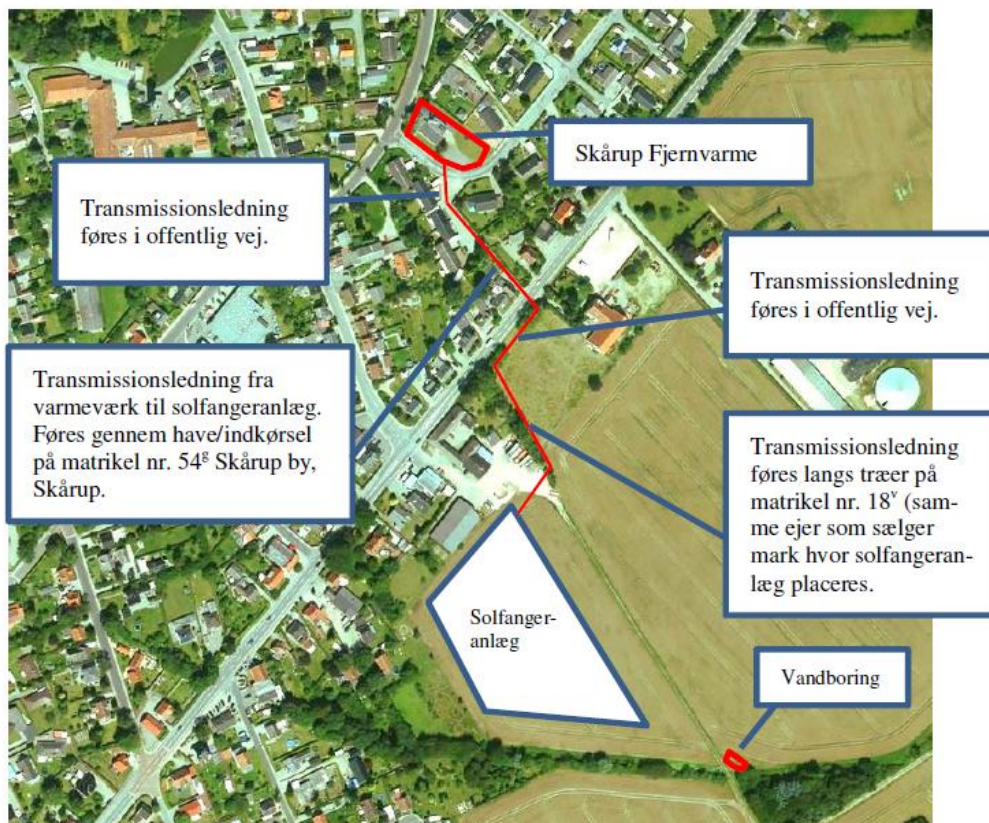 Skårup Fjernvarme
Transmissionsledning
føres i offentlig vej.
Transmissionsledning
føres i offentlig vej.
Transmissionsledning fra
varmeværk til solfangeranlæg.
Føres gennem have/indkørsel
på matrikel nr. 54ᵍ Skårup by,
Skårup.
Transmissionsledning
føres langs træer på
matrikel nr. 18ᵛ (sam-
me ejer som sælger
mark hvor solfangeran-
læg placeres.
Solfanger-
anlæg
Vandboring